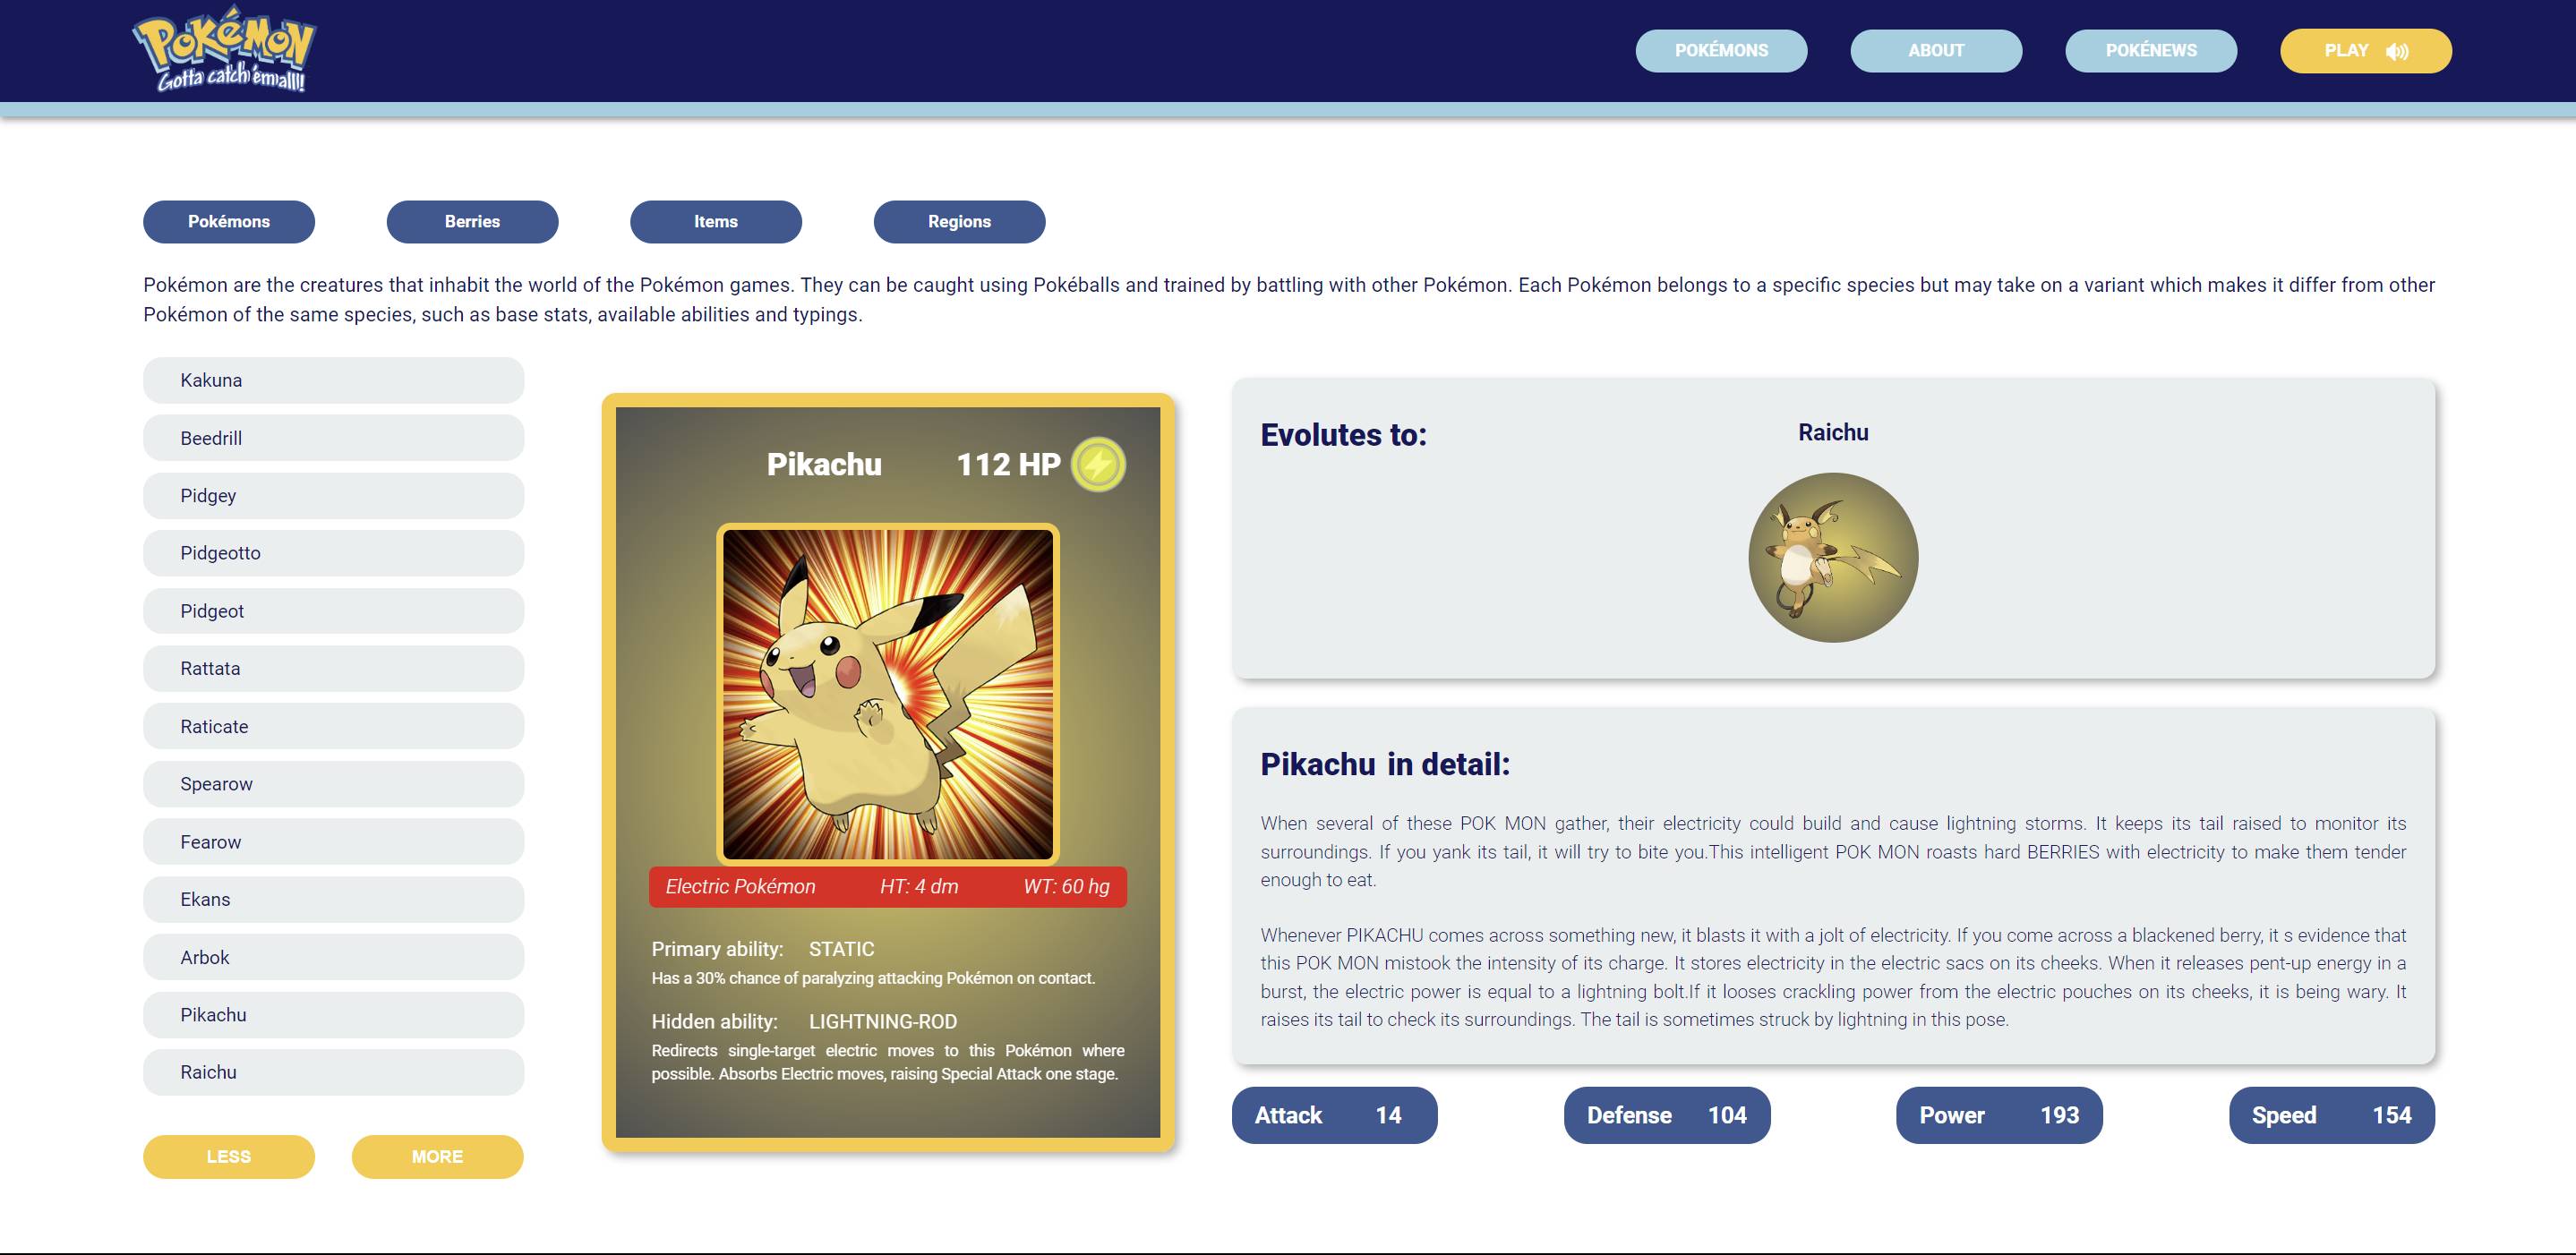 POKÉMON
Gotta catch 'em all!
POKÉMONS
ABOUT
POKÉNEWS
PLAY
Pokémons
Berries
Items
Regions
Pokémon are the creatures that inhabit the world of the Pokémon games. They can be caught using Pokéballs and trained by battling with other Pokémon. Each Pokémon belongs to a specific species but may take on a variant which makes it differ from other
Pokémon of the same species, such as base stats, available abilities and typings.
Kakuna
Beedrill
Pidgey
Pidgeotto
Pidgeot
Rattata
Raticate
Spearow
Fearow
Ekans
Arbok
Pikachu
Raichu
LESS
MORE
Pikachu
112 HP
Electric Pokémon
HT: 4 dm
WT: 60 hg
Primary ability: STATIC
Has a 30% chance of paralyzing attacking Pokémon on contact.
Hidden ability: LIGHTNING-ROD
Redirects single-target electric moves to this Pokémon where
possible. Absorbs Electric moves, raising Special Attack one stage.
Evolutes to:
Raichu
Pikachu in detail:
When several of these POK MON gather, their electricity could build and cause lightning storms. It keeps its tail raised to monitor its
surroundings. If you yank its tail, it will try to bite you.This intelligent POK MON roasts hard BERRIES with electricity to make them tender
enough to eat.
Whenever PIKACHU comes across something new, it blasts it with a jolt of electricity. If you come across a blackened berry, it s evidence that
this POK MON mistook the intensity of its charge. It stores electricity in the electric sacs on its cheeks. When it releases pent-up energy in a
burst, the electric power is equal to a lightning bolt.If it looses crackling power from the electric pouches on its cheeks, it is being wary. It
raises its tail to check its surroundings. The tail is sometimes struck by lightning in this pose.
Attack 14
Defense 104
Power 193
Speed 154